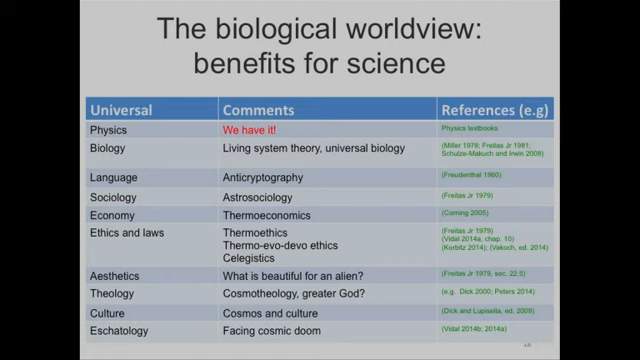 The biological worldview:
benefits for science
Universal Comments References (e.g)
Physics We have it! Physics textbooks
Biology Living system theory, universal biology (Miller 1978; Freitas Jr 1981;
Schulze-Makuch and Irwin 2008)
Language Anticryptography (Freudenthal 1960)
Sociology Astrosociology (Freitas Jr 1979)
Economy Thermoeconomics (Corning 2005)
Ethics and laws Thermoethics (Freitas Jr 1979)
Thermo-evo-devo ethics (Vidal 2014a, chap. 10)
Celegistics (Korbitz 2014); (Vakoch, ed. 2014)
Aesthetics What is beautiful for an alien? (Freitas Jr 1979, sec. 22.5)
Theology Cosmotheology, greater God? (e.g. Dick 2000; Peters 2014)
Culture Cosmos and culture (Dick and Lupisella, ed. 2009)
Eschatology Facing cosmic doom (Vidal 2014b; 2014a)